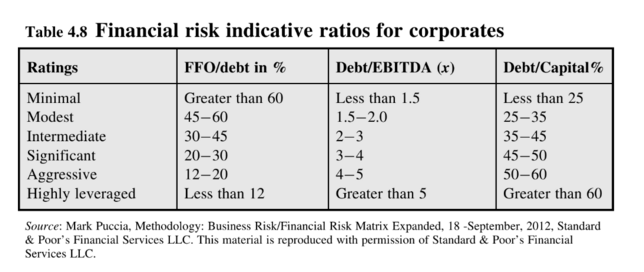 Table 4.8 Financial risk indicative ratios for corporates
Ratings FFO/debt in % Debt/EBITDA (x) Debt/Capital%
Minimal Greater than 60 Less than 1.5 Less than 25
Modest 45–60 1.5–2.0 25–35
Intermediate 30–45 2–3 35–45
Significant 20–30 3–4 45–50
Aggressive 12–20 4–5 50–60
Highly leveraged Less than 12 Greater than 5 Greater than 60
Source: Mark Puccia, Methodology: Business Risk/Financial Risk Matrix Expanded, 18 -September, 2012, Standard
& Poor's Financial Services LLC. This material is reproduced with permission of Standard & Poor's Financial
Services LLC.